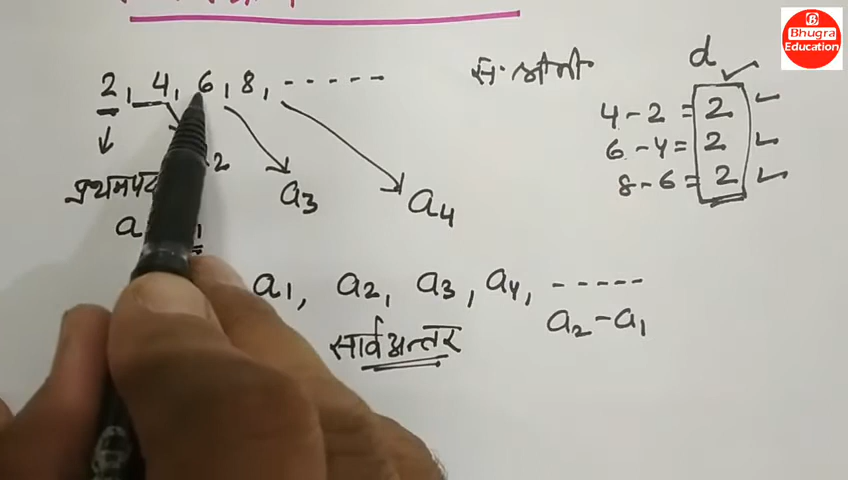 Bhugra
Education
2, 4, 6, 8, -----
स. श्रेणी
d
4-2 = 2
6-4 = 2
8-6 = 2
2
a3
a4
a
a1, a2, a3, a4, -----
a2-a1
सार्वअन्तर